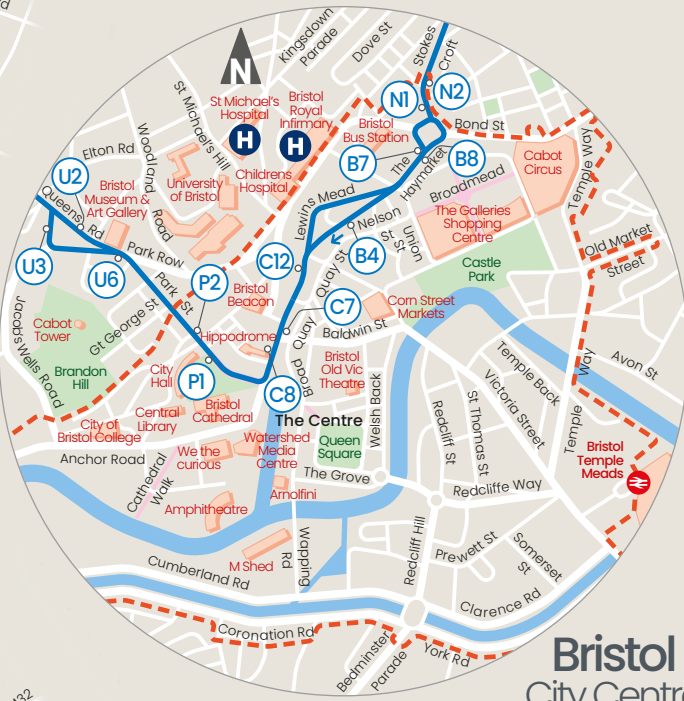 Kingsdown
Parade
Dove St
Stokes
Croft
N
St Michael's
Hospital
Bristol
Royal
Infirmary
N1
N2
H
H
Bristol
Bus Station
Bond St
St Michael's Hill
Woodland
Road
Elton Rd
U2
Bristol
Museum &
Art Gallery
University
of Bristol
Childrens
Hospital
B7
The
Haymarket
B8
Broadmead
Cabot
Circus
Temple Way
Queens Rd
Lewins Mead
Nelson
St
Union
St
The Galleries
Shopping
Centre
Old Market
Street
U3
U6
Park Row
C12
Quay St
B4
Castle
Park
Park St
P2
Bristol
Beacon
C7
Corn Street
Markets
Gt George St
Cabot
Tower
Jacobs Wells Road
Hippodrome
Quay
Broad
Baldwin St
Brandon
Hill
City
Hall
P1
C8
Bristol
Old Vic
Theatre
Welsh Back
Temple Back
Victoria Street
Way
Temple
Avon St
Central
Library
Bristol
Cathedral
The Centre
Redcliff St
St Thomas St
City of
Bristol College
Anchor Road
We the
curious
Watershed
Media
Centre
Queen
Square
Bristol
Temple
Meads
Cathedral
Walk
The Grove
Redcliffe Way
Arnolfini
Amphitheatre
Wapping
Rd
M Shed
Redcliff Hill
Prewett St
Somerset
St
Cumberland Rd
Clarence Rd
Coronation Rd
Bedminster
Parade
York Rd
Bristol
City Centre
432